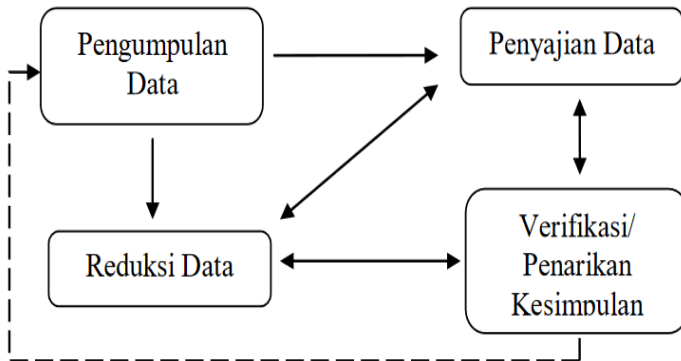 Pengumpulan
Data
Penyajian Data
Reduksi Data
Verifikasi/
Penarikan
Kesimpulan